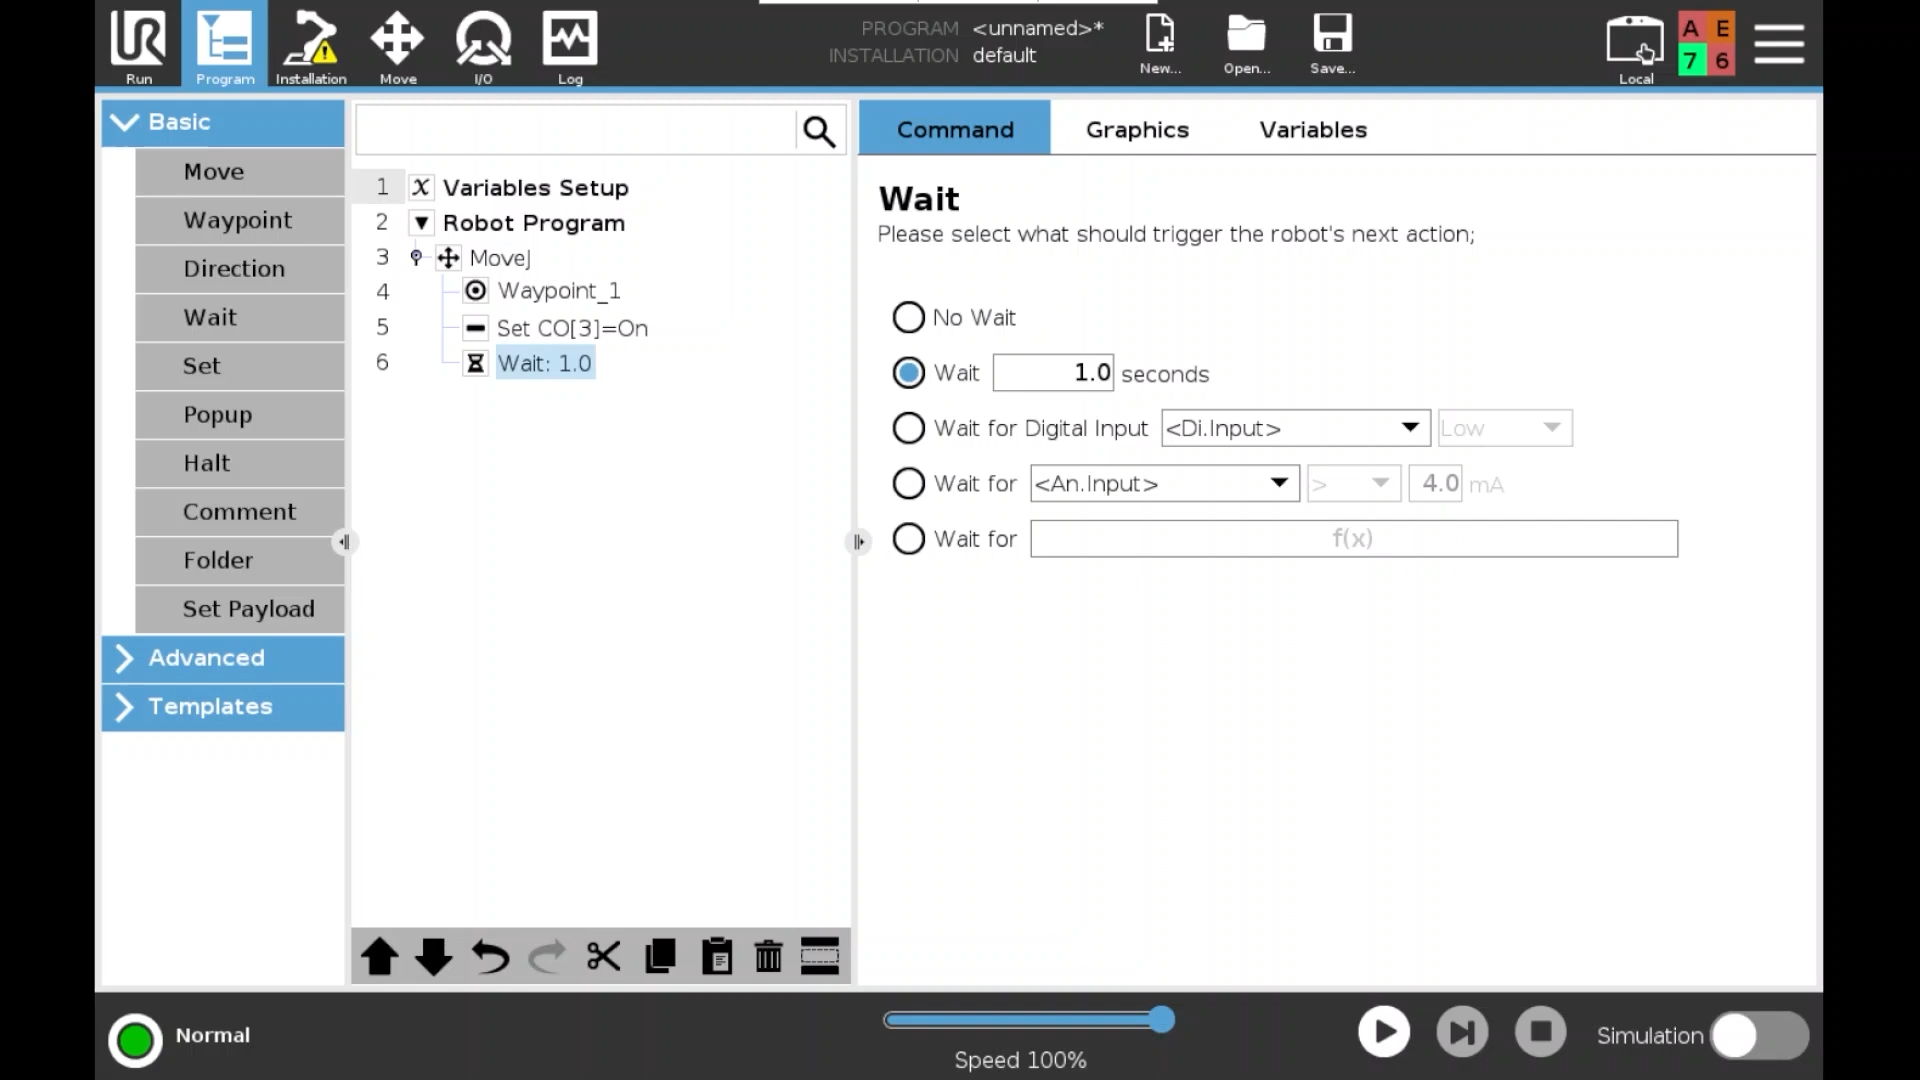 PROGRAM <unnamed>*
INSTALLATION default
UR
Run
Program
Installation
Move
I/O
Log
New...
Open...
Save...
Local
A E
7 6
Basic
Move
Waypoint
Direction
Wait
Set
Popup
Halt
Comment
Folder
Set Payload
Advanced
Templates
1 X Variables Setup
2 Robot Program
3 MoveJ
4 Waypoint_1
5 Set CO[3]=On
6 Wait: 1.0
Command Graphics Variables
Wait
Please select what should trigger the robot's next action;
No Wait
Wait 1.0 seconds
Wait for Digital Input <Di.Input> Low
Wait for <An.Input> > 4.0 mA
Wait for f(x)
Normal
Speed 100%
Simulation